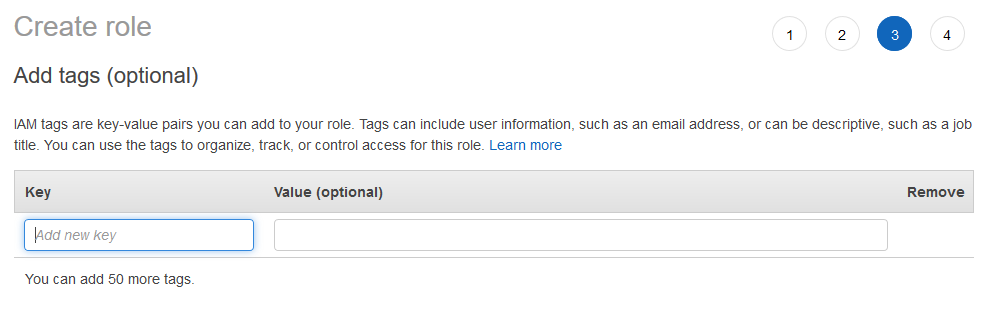 Create role
1 2 3 4
Add tags (optional)
IAM tags are key-value pairs you can add to your role. Tags can include user information, such as an email address, or can be descriptive, such as a job
title. You can use the tags to organize, track, or control access for this role. Learn more
Key Value (optional) Remove
Add new key
You can add 50 more tags.